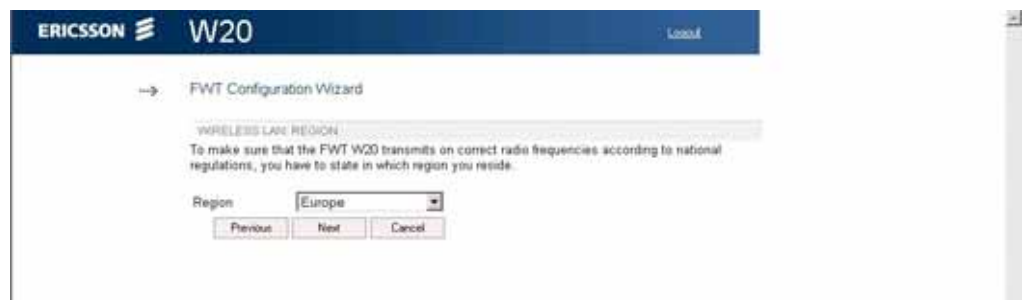 ERICSSON W20 Logout
FWT Configuration Wizard
WIRELESS LAN: REGION
To make sure that the FWT W20 transmits on correct radio frequencies according to national
regulations, you have to state in which region you reside.
Region Europe
Previous Next Cancel